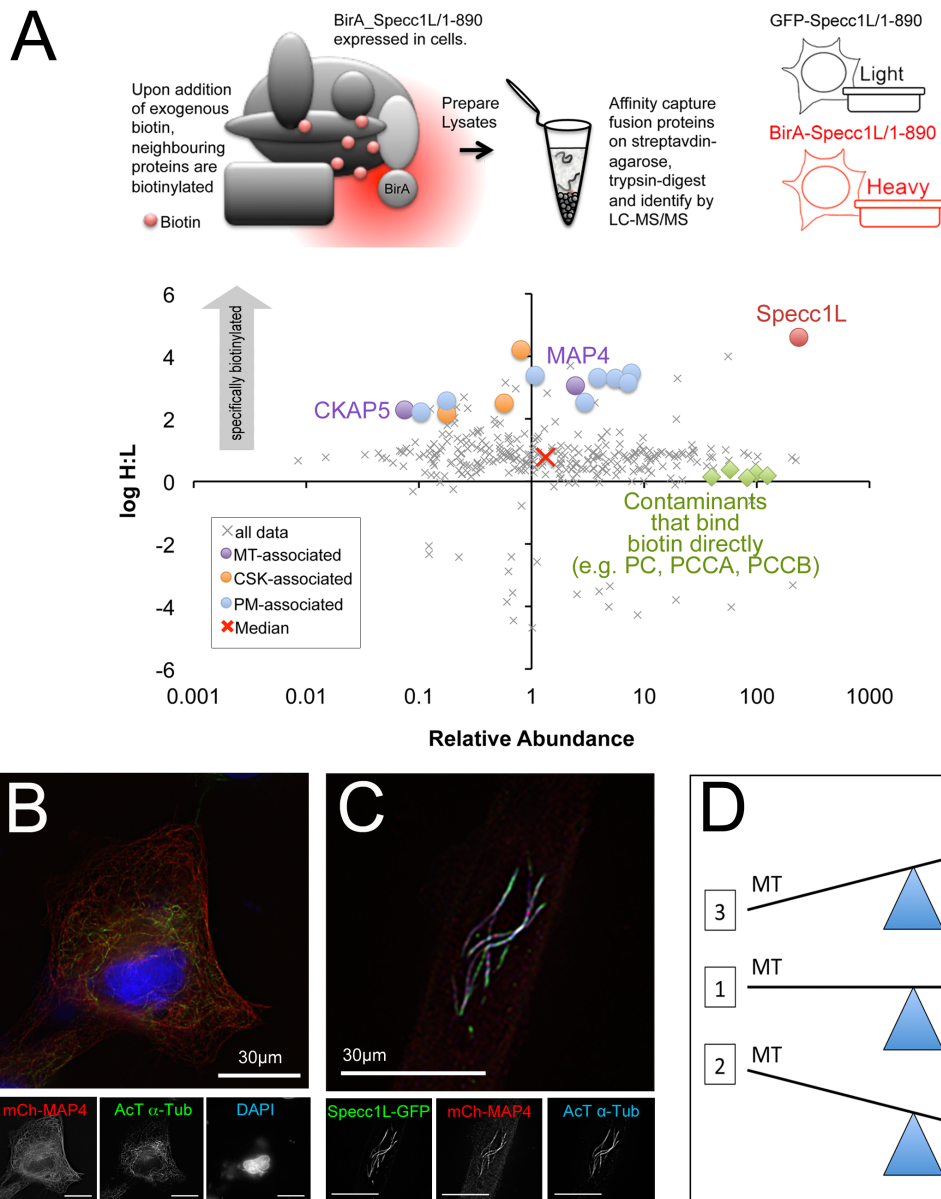 A
BirA_Specc1L/1-890
expressed in cells.
Upon addition
of exogenous
biotin,
neighbouring
proteins are
biotinylated
Biotin
BirA
Prepare
Lysates
Affinity capture
fusion proteins
on streptavdin-
agarose,
trypsin-digest
and identify by
LC-MS/MS
GFP-Specc1L/1-890
Light
BirA-Specc1L/1-890
Heavy
specifically biotinylated
log H:L
6
4
2
0
-2
-4
-6
Specc1L
MAP4
CKAP5
Contaminants
that bind
biotin directly
(e.g. PC, PCCA, PCCB)
all data
MT-associated
CSK-associated
PM-associated
Median
0.001 0.01 0.1 1 10 100 1000
Relative Abundance
B
30µm
mCh-MAP4 AcT α-Tub DAPI
C
30µm
Specc1L-GFP mCh-MAP4 AcT α-Tub
D
3 MT
1 MT
2 MT